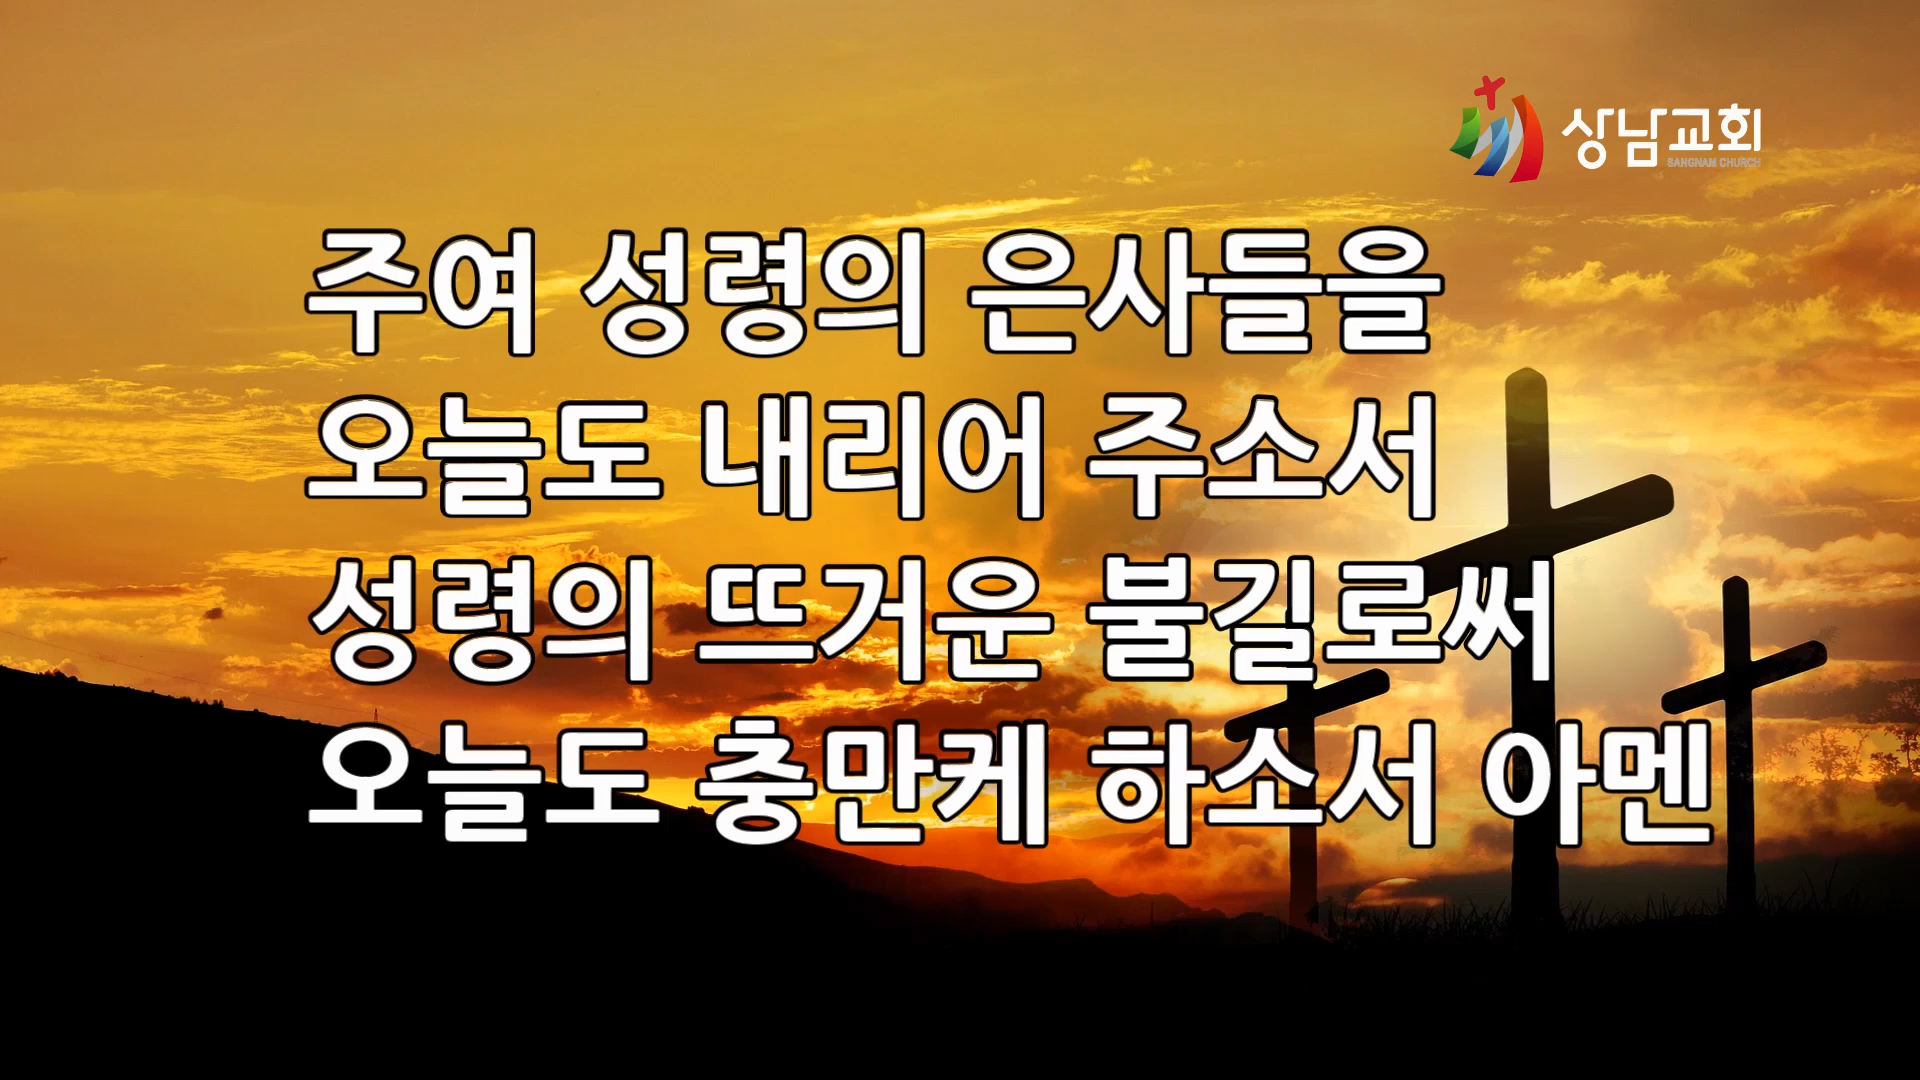 상남교회
SANGNAM CHURCH
주여 성령의 은사들을
오늘도 내리어 주소서
성령의 뜨거운 불길로써
오늘도 충만케 하소서 아멘